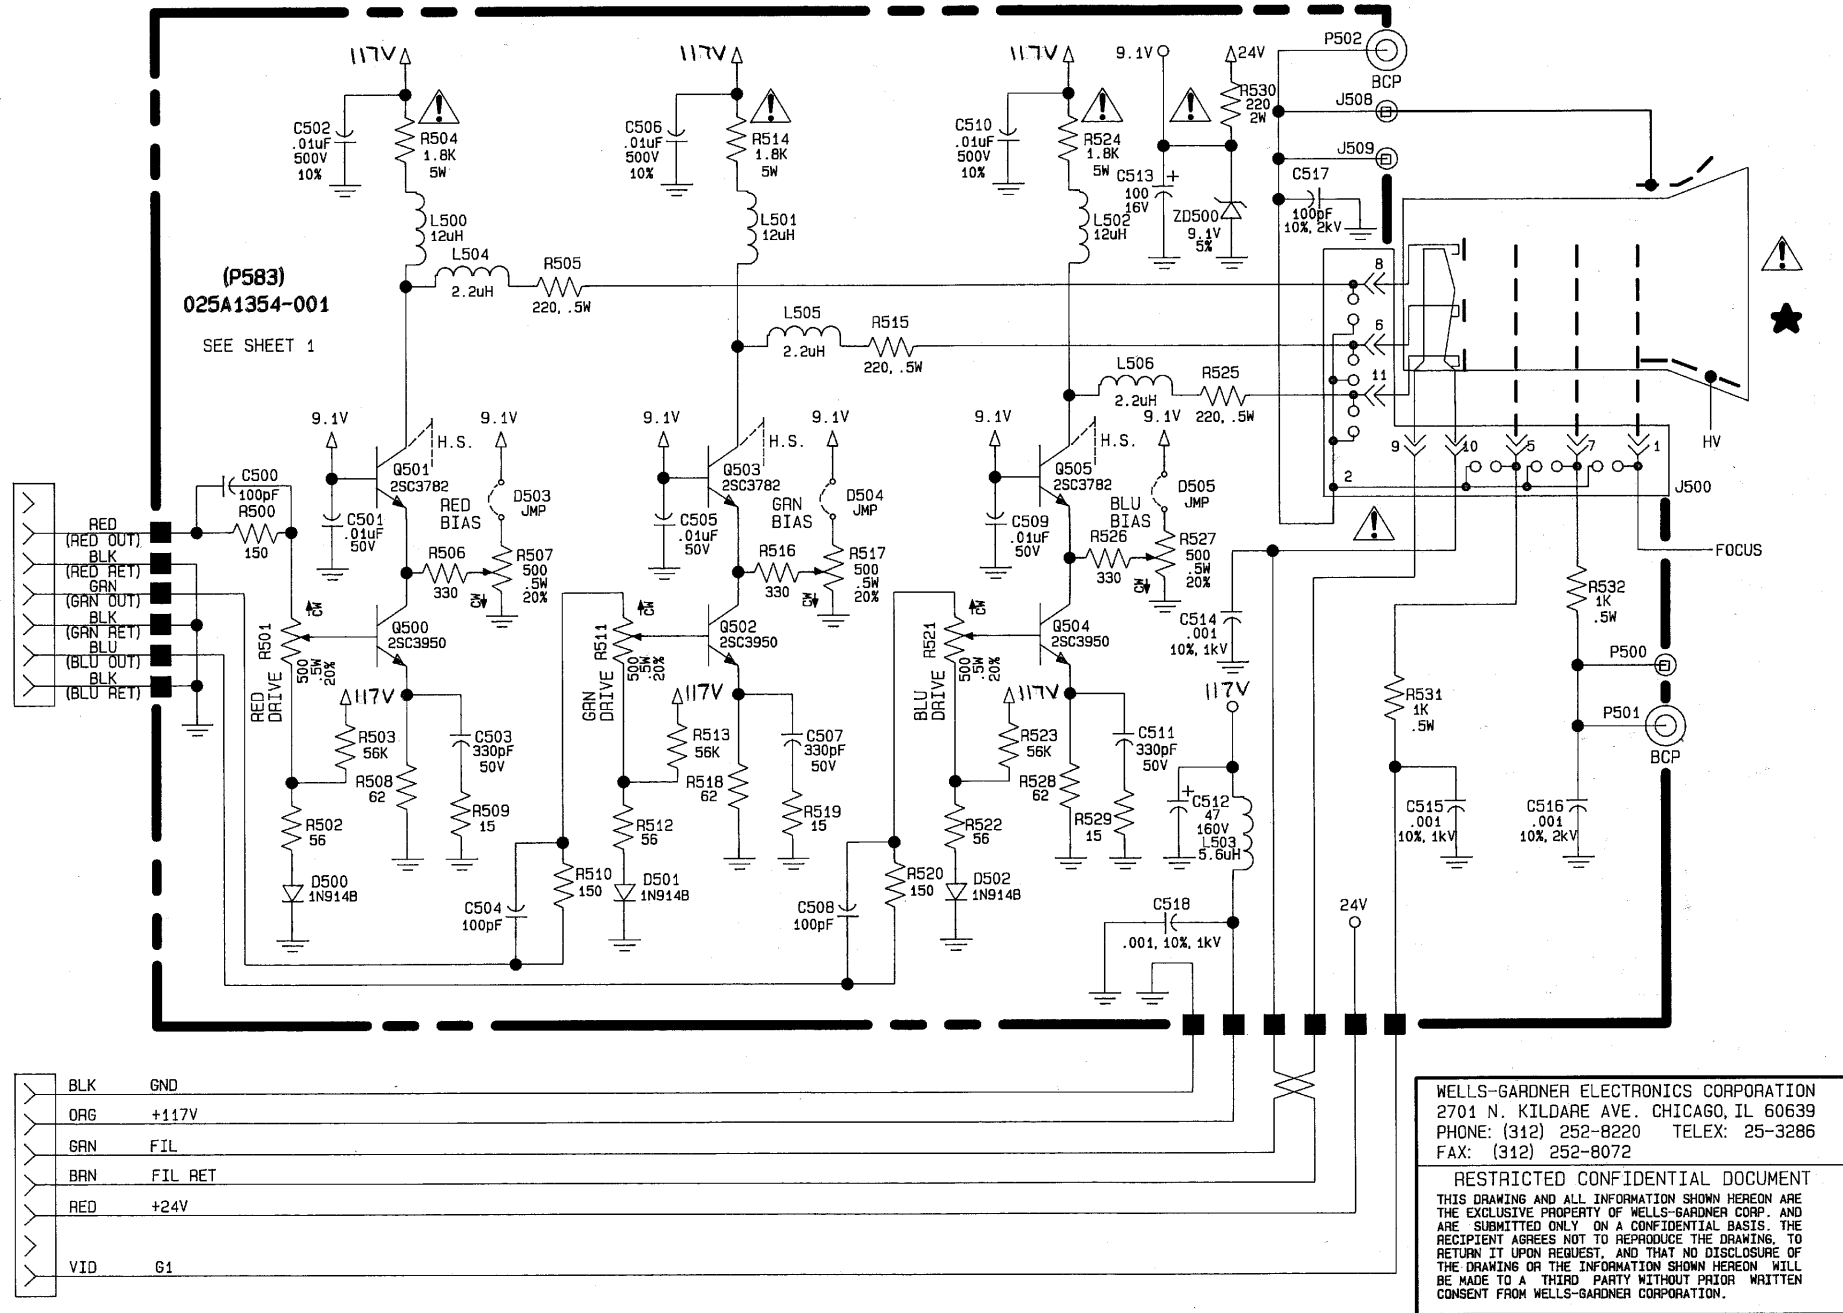 117V
117V
117V
9.1V
24V
P502
BCP
J508
J509
C502
.01uF
500V
10%
R504
1.8K
5W
C506
.01uF
500V
10%
R514
1.8K
5W
C510
.01uF
500V
10%
R524
1.8K
5W
R530
220
2W
C513
100
16V
+
ZD500
9.1V
5%
C517
100pF
10%, 2kV
L500
12uH
L501
12uH
L502
12uH
L504
2.2uH
R505
220, .5W
L505
2.2uH
R515
220, .5W
L506
2.2uH
R525
220, .5W
(P583)
025A1354-001
SEE SHEET 1
8
6
11
9
10
5
7
1
2
J500
HV
FOCUS
9.1V
H.S.
9.1V
Q501
2SC3782
RED
BIAS
D503
JMP
C501
.01uF
50V
R506
330
R507
500
.5W
20%
CW
9.1V
H.S.
9.1V
Q503
2SC3782
GRN
BIAS
D504
JMP
C505
.01uF
50V
R516
330
R517
500
.5W
20%
CW
9.1V
H.S.
9.1V
Q505
2SC3782
BLU
BIAS
D505
JMP
C509
.01uF
50V
R526
330
R527
500
.5W
20%
CW
C500
100pF
R500
150
RED
(RED OUT)
BLK
(RED RET)
GRN
(GRN OUT)
BLK
(GRN RET)
BLU
(BLU OUT)
BLK
(BLU RET)
R501
500
.5W
20%
CW
RED
DRIVE
Q500
2SC3950
117V
R503
56K
R508
62
C503
330pF
50V
R509
15
R502
56
D500
1N914B
R511
500
.5W
20%
CW
GRN
DRIVE
Q502
2SC3950
117V
R513
56K
R518
62
C507
330pF
50V
R519
15
R512
56
D501
1N914B
R510
150
C504
100pF
R521
500
.5W
20%
CW
BLU
DRIVE
Q504
2SC3950
117V
R523
56K
R528
62
C511
330pF
50V
R529
15
R522
56
D502
1N914B
R520
150
C508
100pF
C514
.001
10%, 1kV
117V
+
C512
47
160V
L503
5.6uH
C518
.001, 10%, 1kV
24V
R532
1K
.5W
R531
1K
.5W
P500
P501
BCP
C515
.001
10%, 1kV
C516
.001
10%, 2kV
BLK GND
ORG +117V
GRN FIL
BRN FIL RET
RED +24V
VID G1
WELLS-GARDNER ELECTRONICS CORPORATION
2701 N. KILDARE AVE. CHICAGO, IL 60639
PHONE: (312) 252-8220 TELEX: 25-3286
FAX: (312) 252-8072
RESTRICTED CONFIDENTIAL DOCUMENT
THIS DRAWING AND ALL INFORMATION SHOWN HEREON ARE
THE EXCLUSIVE PROPERTY OF WELLS-GARDNER CORP. AND
ARE SUBMITTED ONLY ON A CONFIDENTIAL BASIS. THE
RECIPIENT AGREES NOT TO REPRODUCE THE DRAWING, TO
RETURN IT UPON REQUEST, AND THAT NO DISCLOSURE OF
THE DRAWING OR THE INFORMATION SHOWN HEREON WILL
BE MADE TO A THIRD PARTY WITHOUT PRIOR WRITTEN
CONSENT FROM WELLS-GARDNER CORPORATION.